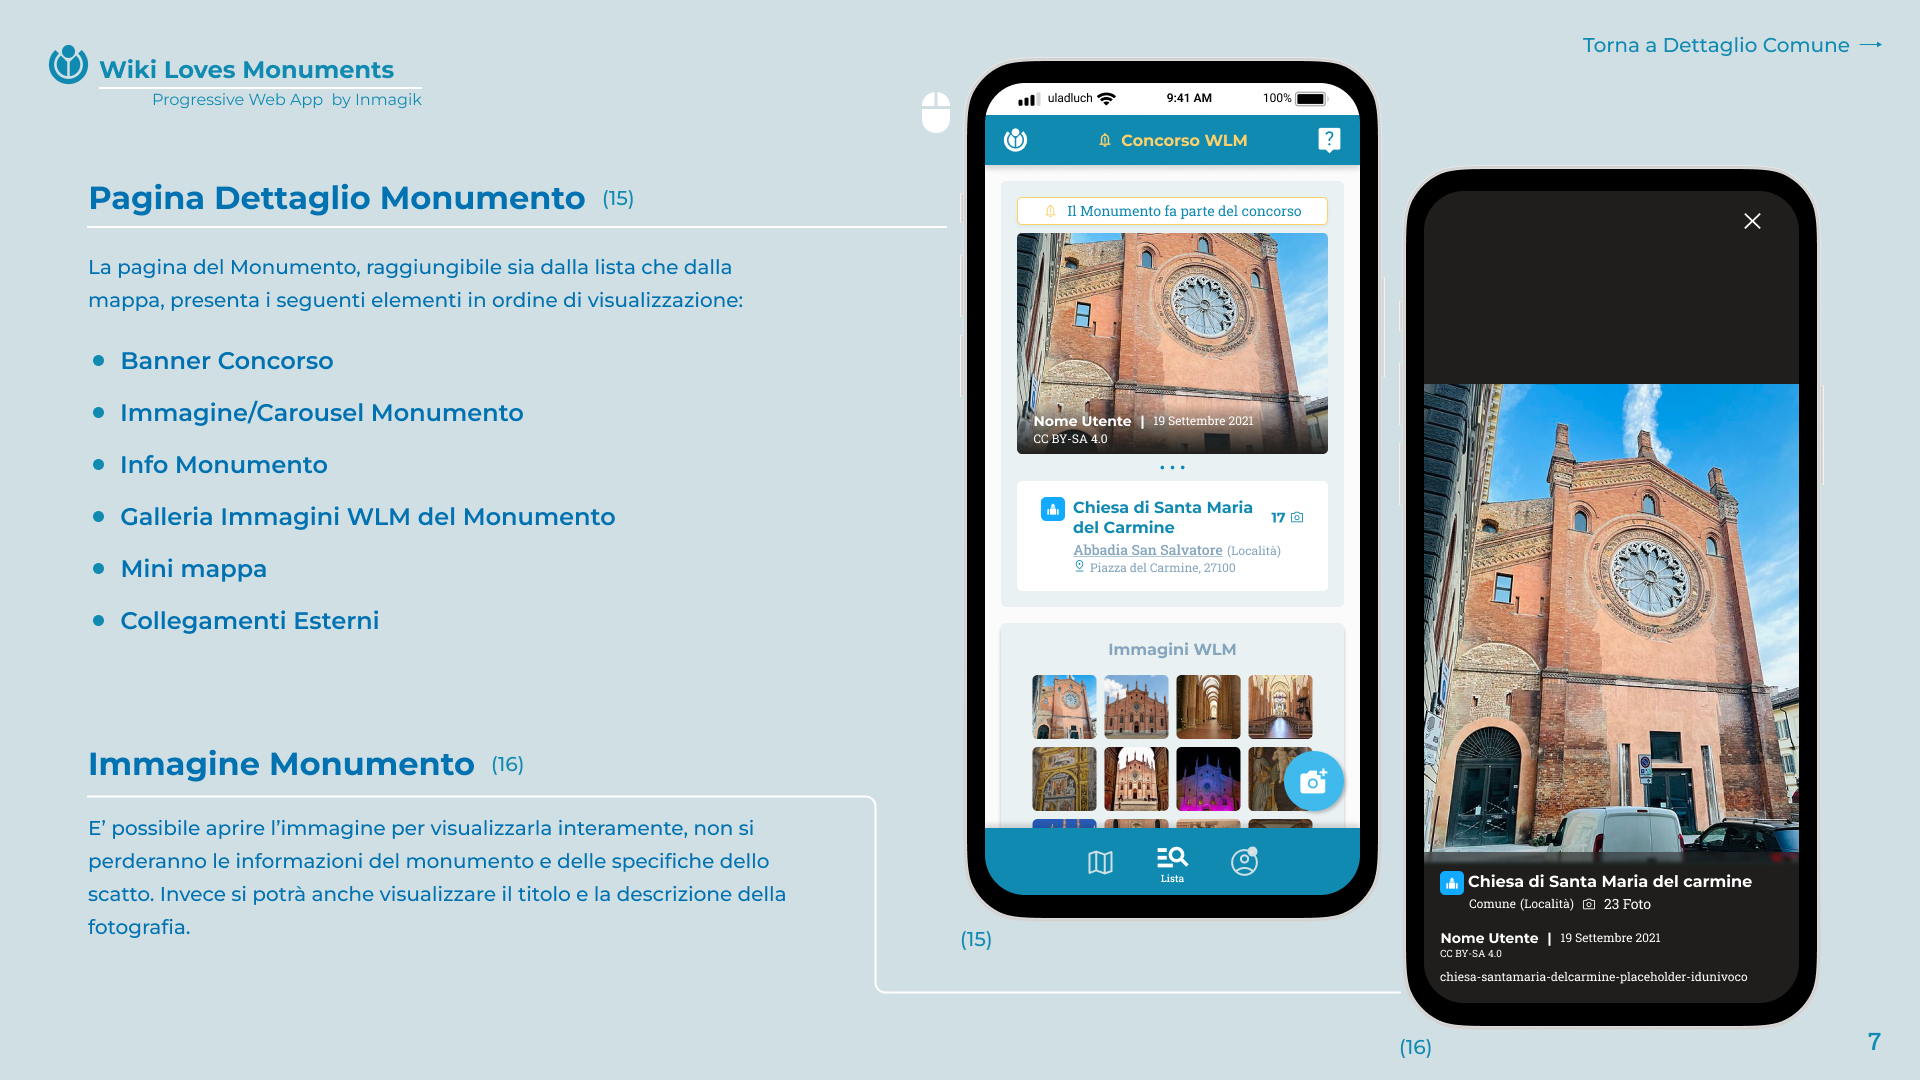 Wiki Loves Monuments
Progressive Web App by Inmagik
Torna a Dettaglio Comune →
Pagina Dettaglio Monumento (15)
La pagina del Monumento, raggiungibile sia dalla lista che dalla
mappa, presenta i seguenti elementi in ordine di visualizzazione:
• Banner Concorso
• Immagine/Carousel Monumento
• Info Monumento
• Galleria Immagini WLM del Monumento
• Mini mappa
• Collegamenti Esterni
Immagine Monumento (16)
E’ possibile aprire l’immagine per visualizzarla interamente, non si
perderanno le informazioni del monumento e delle specifiche dello
scatto. Invece si potrà anche visualizzare il titolo e la descrizione della
fotografia.
uladluch 9:41 AM 100%
Concorso WLM
?
Il Monumento fa parte del concorso
Nome Utente | 19 Settembre 2021
CC BY-SA 4.0
Chiesa di Santa Maria
del Carmine
17
Abbadia San Salvatore (Località)
Piazza del Carmine, 27100
Immagini WLM
Lista
(15)
Chiesa di Santa Maria del carmine
Comune (Località) 23 Foto
Nome Utente | 19 Settembre 2021
CC BY-SA 4.0
chiesa-santamaria-delcarmine-placeholder-idunivoco
(16)
7